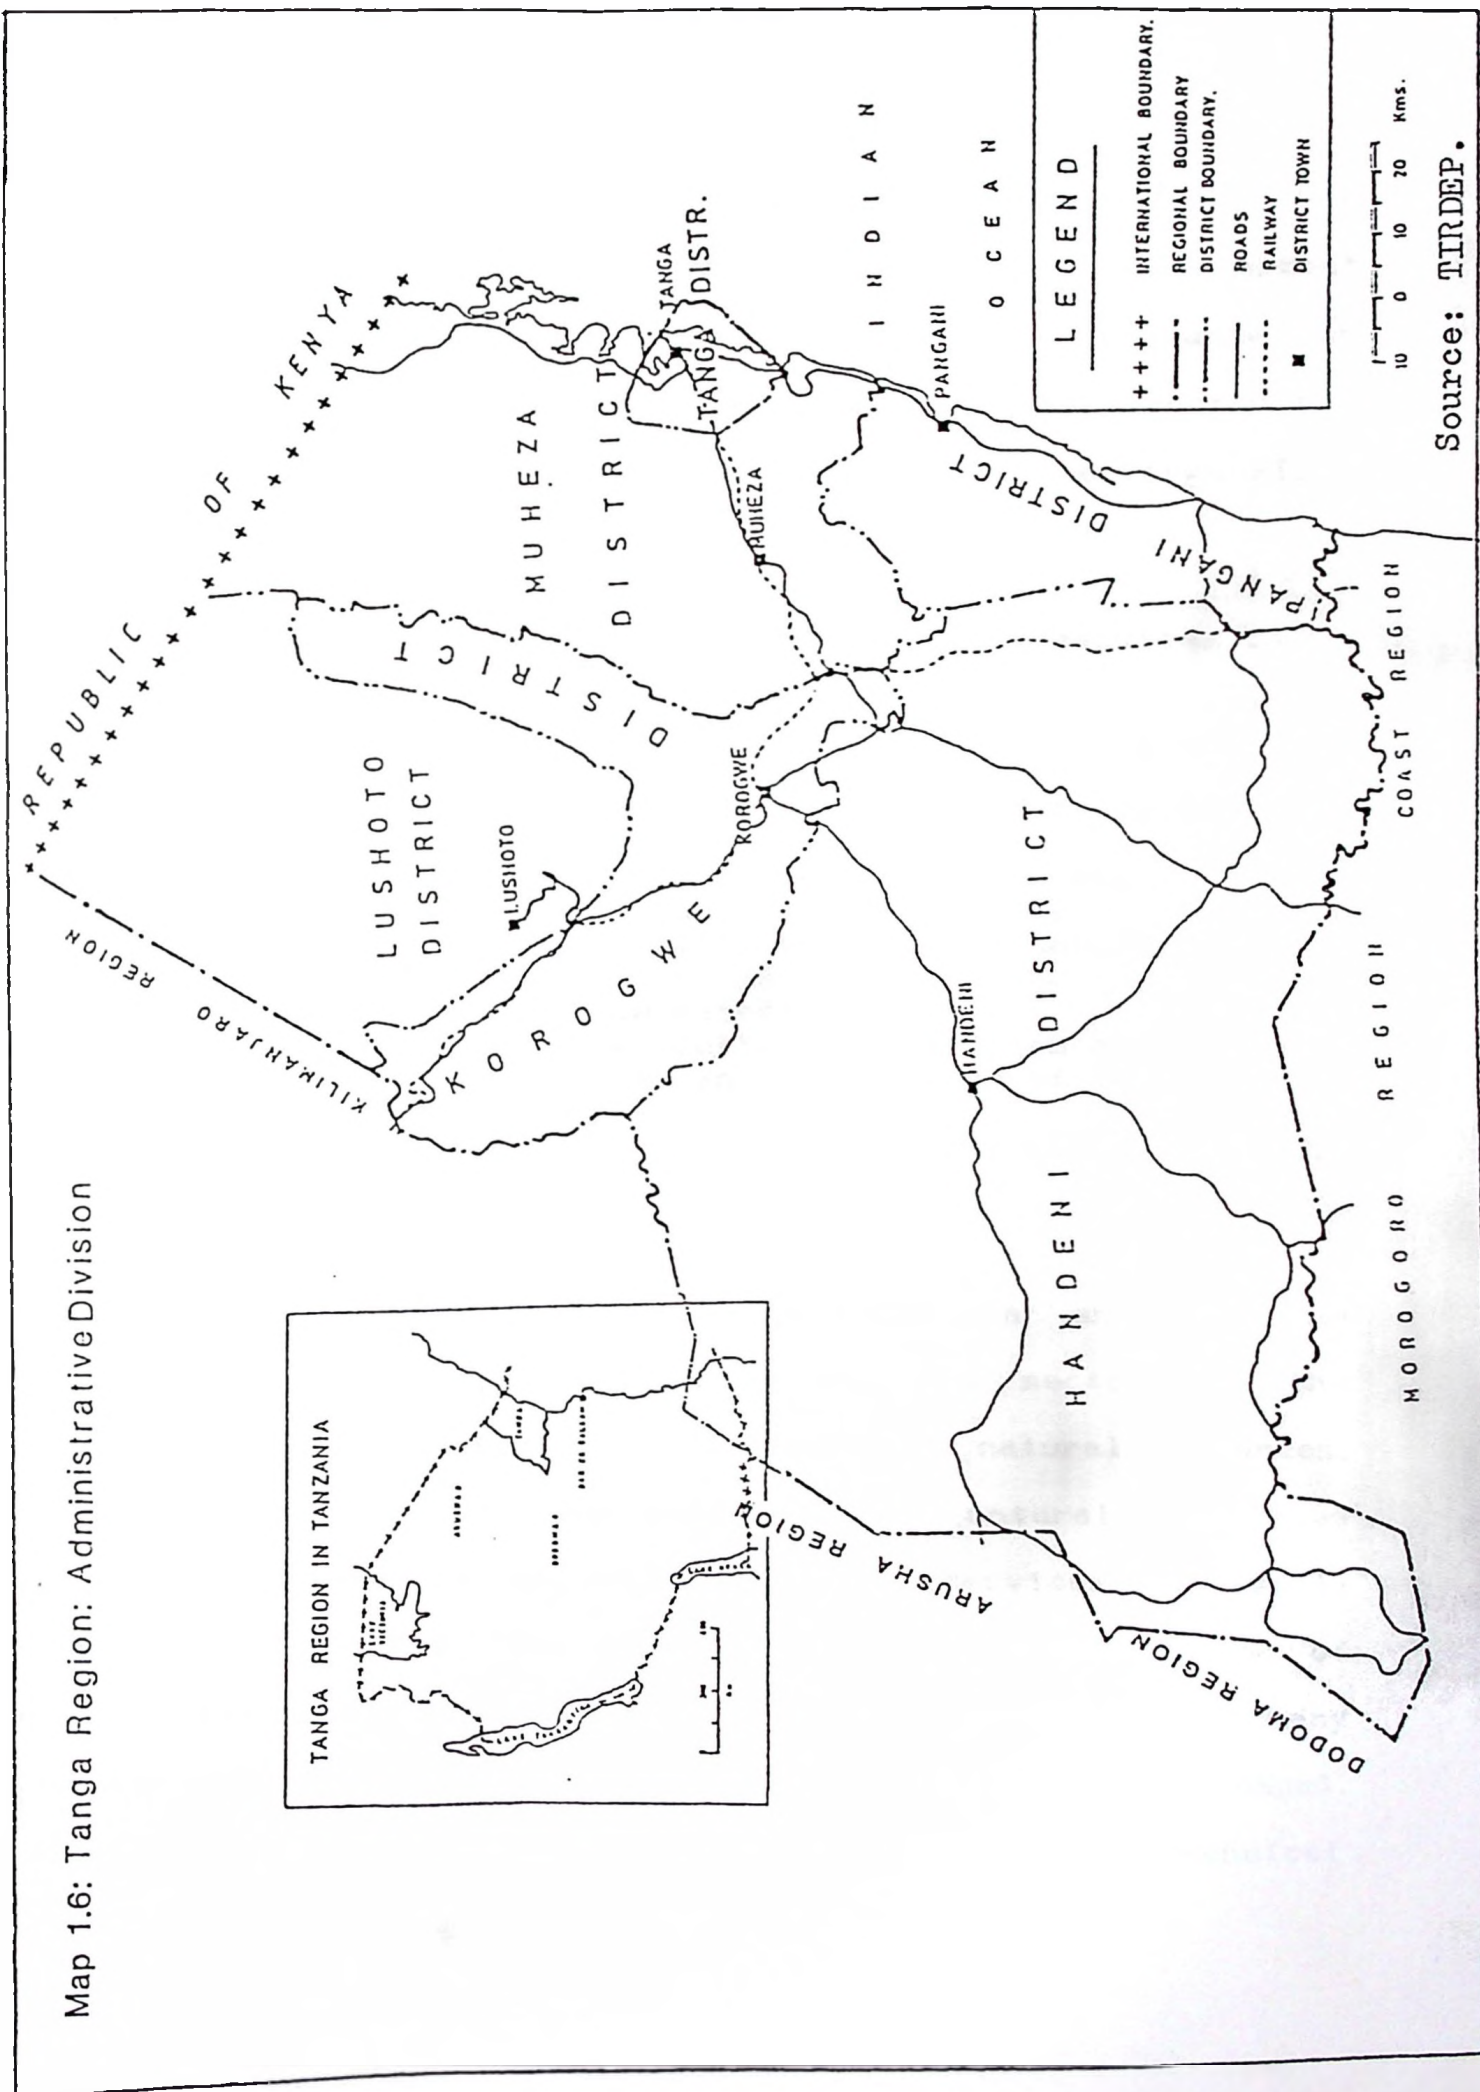 Map 1.6: Tanga Region: Administrative Division
TANGA REGION IN TANZANIA
REPUBLIC OF KENYA
KILIMANJARO REGION
LUSHOTO
DISTRICT
LUSHOTO
MUHEZA
DISTRICT
MUHEZA
TANGA
DISTR.
TANGA
KOROGWE
DISTRICT
KOROGWE
INDIAN
OCEAN
PANGANI
PANGANI DISTRICT
HANDENI
HANDENI
DISTRICT
ARUSHA REGION
DODOMA REGION
MOROGORO REGION
COAST REGION
LEGEND
++++ INTERNATIONAL BOUNDARY.
REGIONAL BOUNDARY
DISTRICT BOUNDARY.
ROADS
RAILWAY
DISTRICT TOWN
10 0 10 20 Kms.
Source: TIRDEP.